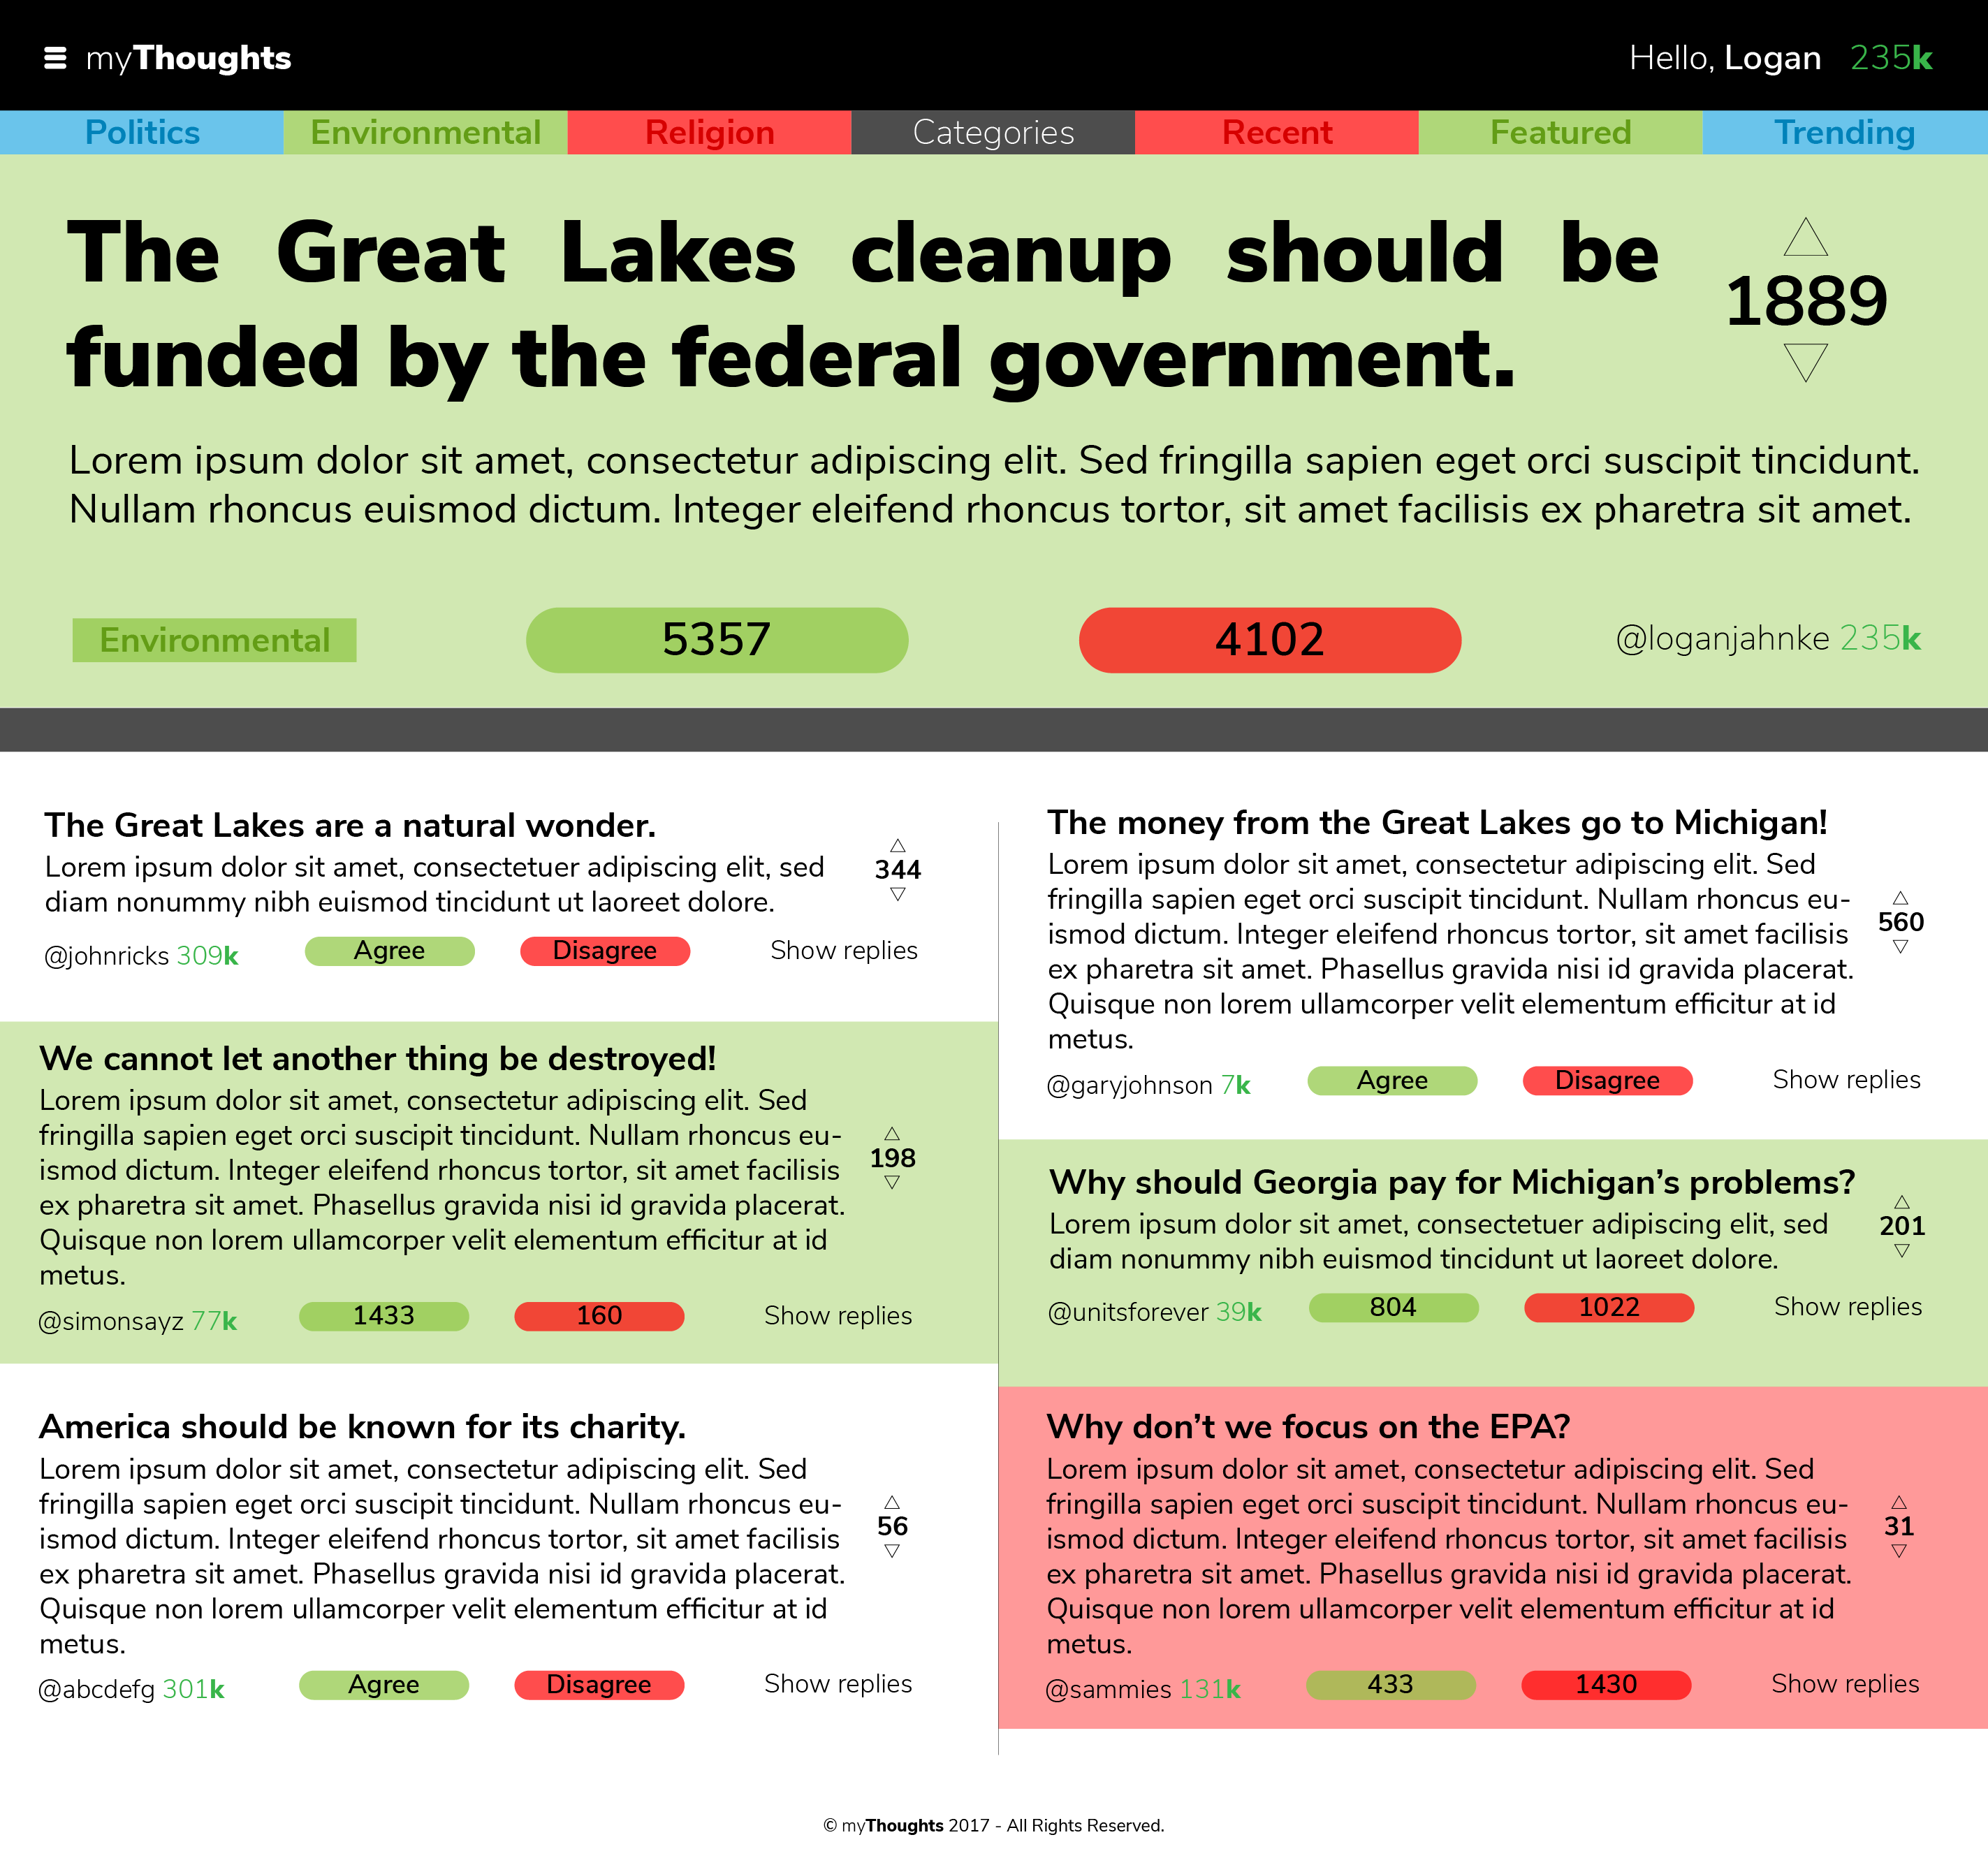 myThoughts
Hello, Logan 235k
Politics Environmental Religion Categories Recent Featured Trending
The Great Lakes cleanup should be
funded by the federal government.
1889
Lorem ipsum dolor sit amet, consectetur adipiscing elit. Sed fringilla sapien eget orci suscipit tincidunt.
Nullam rhoncus euismod dictum. Integer eleifend rhoncus tortor, sit amet facilisis ex pharetra sit amet.
Environmental 5357 4102 @loganjahnke 235k
The Great Lakes are a natural wonder.
Lorem ipsum dolor sit amet, consectetuer adipiscing elit, sed
diam nonummy nibh euismod tincidunt ut laoreet dolore.
344
@johnricks 309k Agree Disagree Show replies
We cannot let another thing be destroyed!
Lorem ipsum dolor sit amet, consectetur adipiscing elit. Sed
fringilla sapien eget orci suscipit tincidunt. Nullam rhoncus eu-
ismod dictum. Integer eleifend rhoncus tortor, sit amet facilisis
ex pharetra sit amet. Phasellus gravida nisi id gravida placerat.
Quisque non lorem ullamcorper velit elementum efficitur at id
metus.
198
@simonsayz 77k 1433 160 Show replies
America should be known for its charity.
Lorem ipsum dolor sit amet, consectetur adipiscing elit. Sed
fringilla sapien eget orci suscipit tincidunt. Nullam rhoncus eu-
ismod dictum. Integer eleifend rhoncus tortor, sit amet facilisis
ex pharetra sit amet. Phasellus gravida nisi id gravida placerat.
Quisque non lorem ullamcorper velit elementum efficitur at id
metus.
56
@abcdefg 301k Agree Disagree Show replies
The money from the Great Lakes go to Michigan!
Lorem ipsum dolor sit amet, consectetur adipiscing elit. Sed
fringilla sapien eget orci suscipit tincidunt. Nullam rhoncus eu-
ismod dictum. Integer eleifend rhoncus tortor, sit amet facilisis
ex pharetra sit amet. Phasellus gravida nisi id gravida placerat.
Quisque non lorem ullamcorper velit elementum efficitur at id
metus.
560
@garyjohnson 7k Agree Disagree Show replies
Why should Georgia pay for Michigan’s problems?
Lorem ipsum dolor sit amet, consectetuer adipiscing elit, sed
diam nonummy nibh euismod tincidunt ut laoreet dolore.
201
@unitsforever 39k 804 1022 Show replies
Why don’t we focus on the EPA?
Lorem ipsum dolor sit amet, consectetur adipiscing elit. Sed
fringilla sapien eget orci suscipit tincidunt. Nullam rhoncus eu-
ismod dictum. Integer eleifend rhoncus tortor, sit amet facilisis
ex pharetra sit amet. Phasellus gravida nisi id gravida placerat.
Quisque non lorem ullamcorper velit elementum efficitur at id
metus.
31
@sammies 131k 433 1430 Show replies
© myThoughts 2017 - All Rights Reserved.